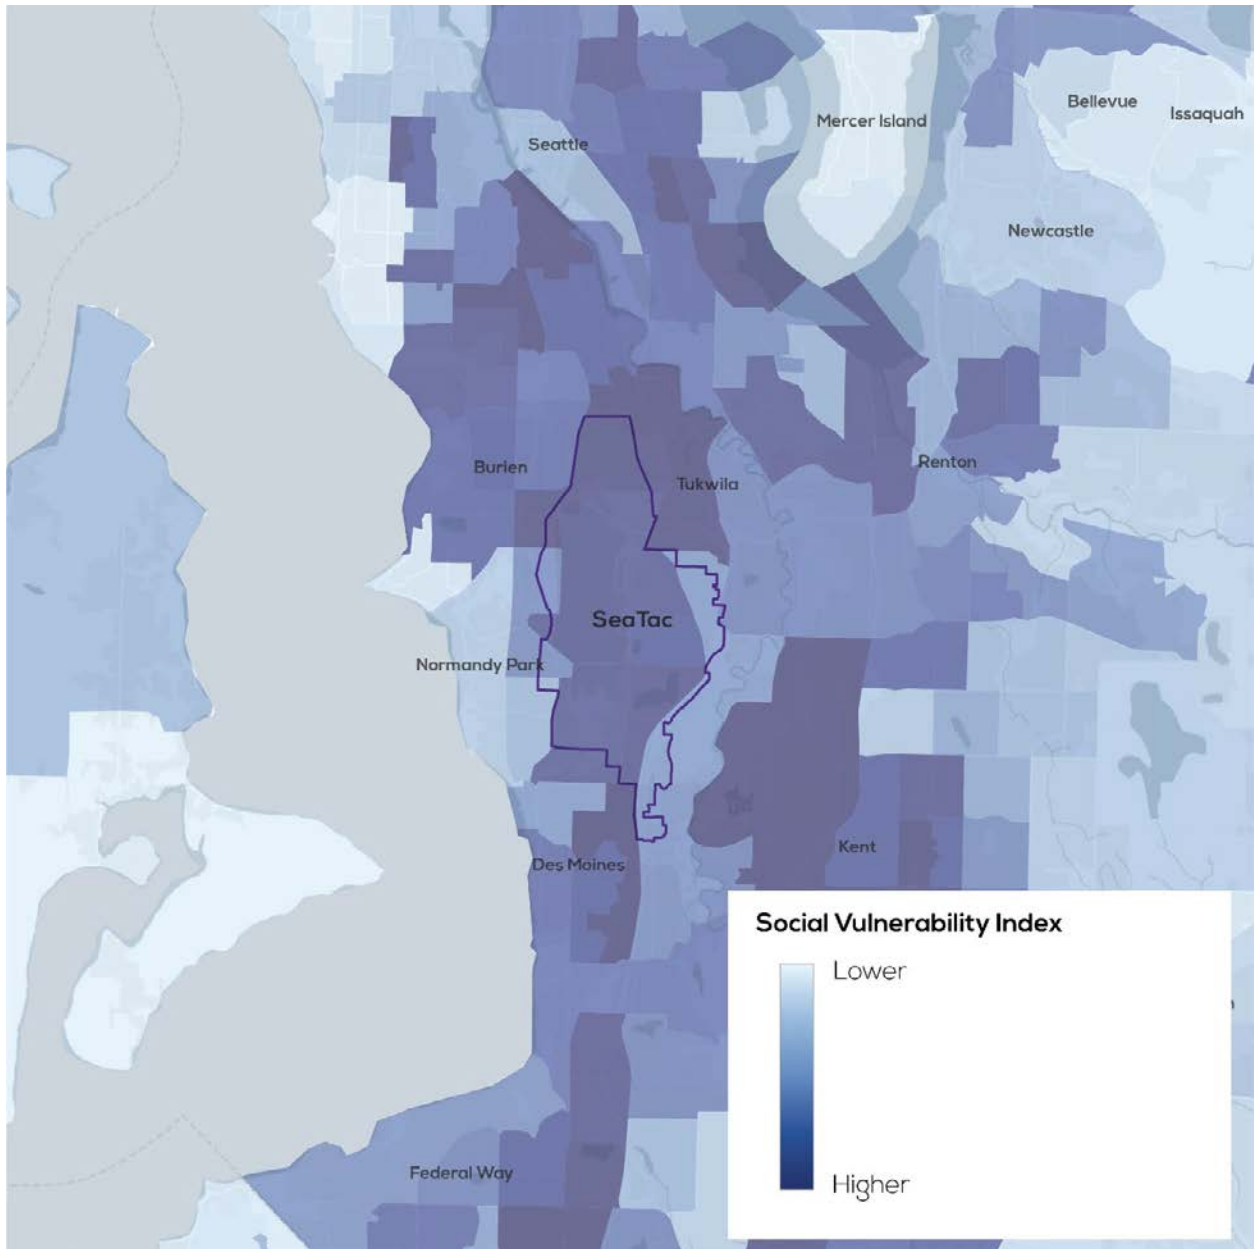 Bellevue
Issaquah
Mercer Island
Seattle
Newcastle
Renton
Burien
Tukwila
SeaTac
Normandy Park
Kent
Des Moines
Social Vulnerability Index
Lower
Higher
Federal Way